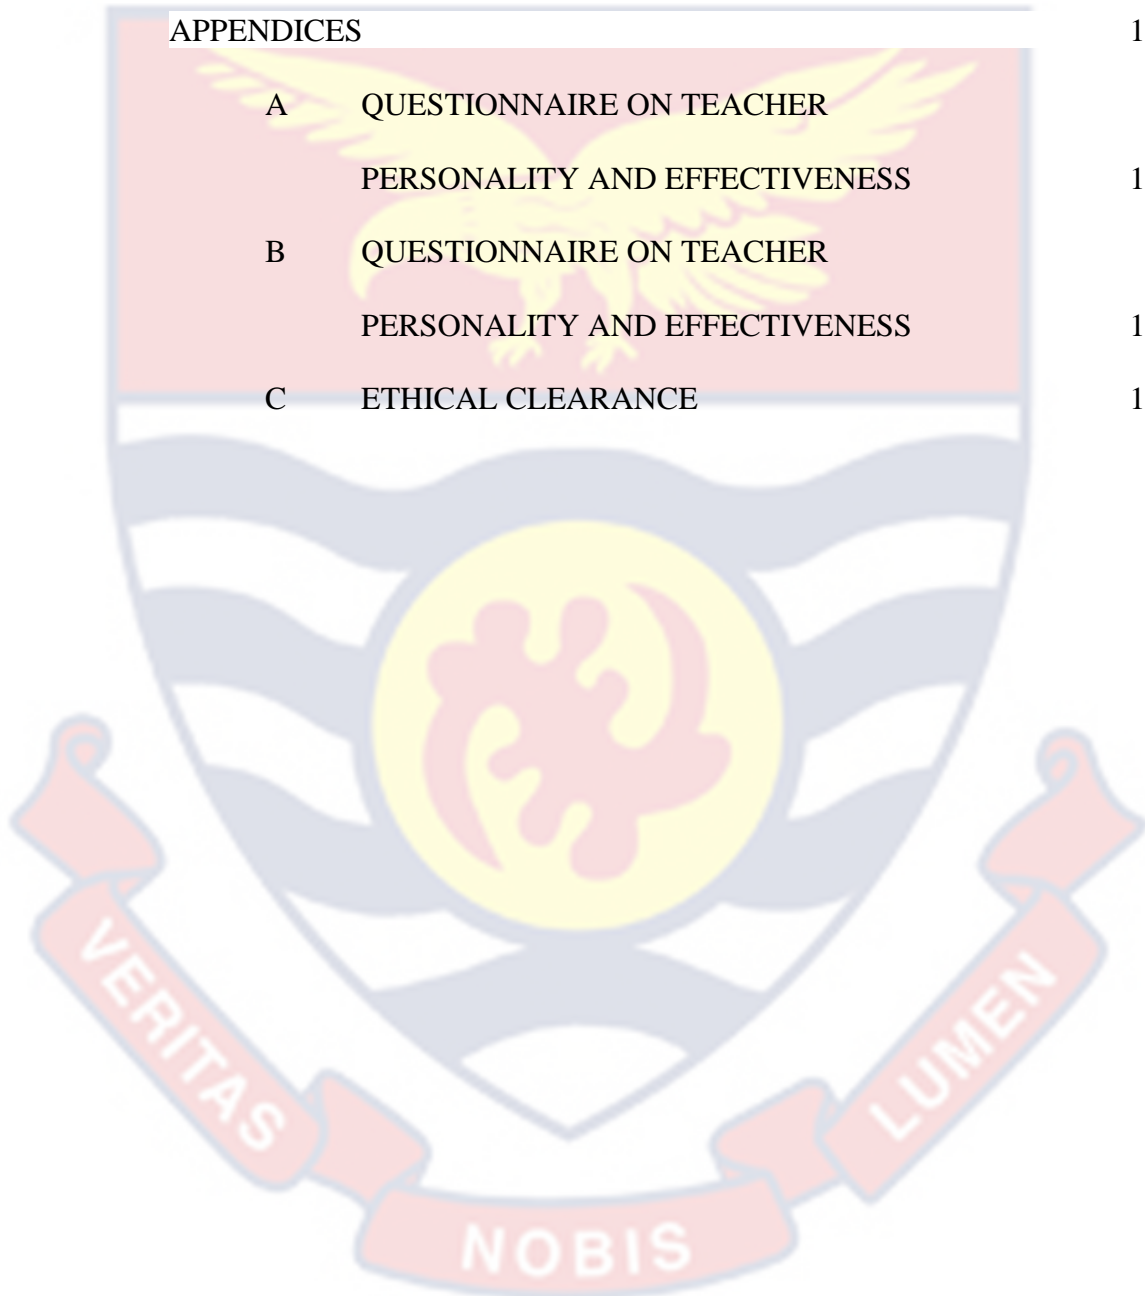 APPENDICES 1
A QUESTIONNAIRE ON TEACHER
PERSONALITY AND EFFECTIVENESS 1
B QUESTIONNAIRE ON TEACHER
PERSONALITY AND EFFECTIVENESS 1
C ETHICAL CLEARANCE 1
VERITAS
NOBIS
LUMEN